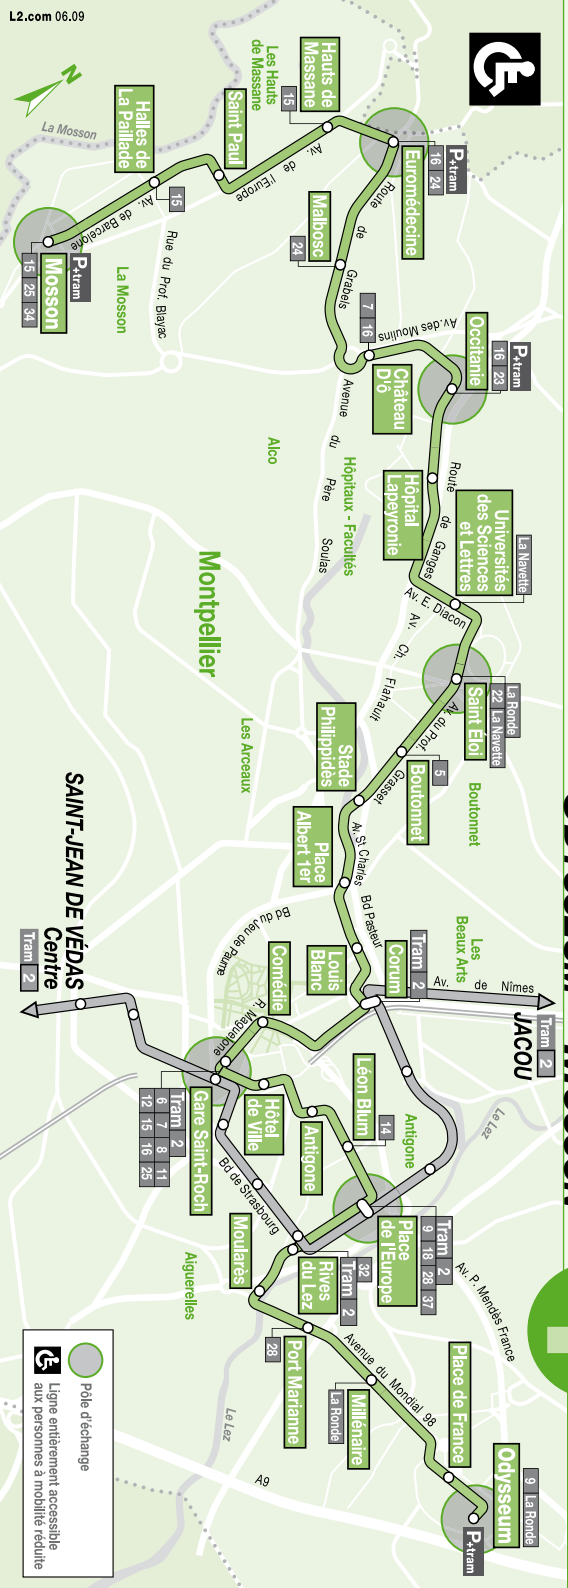 L2.com 06.09
N
La Mosson
Les Hauts
de Massane
Hauts de
Massane
15
Euromédecine
P+tram
16 24
Saint Paul
Halles de
La Paillade
15
Av. de l'Europe
Av. de Barcelone
Mosson
P+tram
15 25 34
La Mosson
Rue du Prof. Blayac
Route de Grabels
Malbosc
24
7 16
Av. des Moulins
Château
D'ô
Occitanie
P+tram
16 23
Alco
Avenue du Père Soulas
Hôpitaux - Facultés
Hôpital
Lapeyronie
Route de Ganges
Universités
des Sciences
et Lettres
La Navette
Av. E. Diacon
Av. Ch. Flahault
Montpellier
Saint Éloi
La Ronde
22 La Navette
Av. du Prof. Grasset
Boutonnet
5
Boutonnet
Stade
Philippidès
Les Arceaux
Place
Albert 1er
Av. St Charles
Bd Pasteur
Bd du Jeu de Paume
Les
Beaux Arts
Louis
Blanc
Corum
Tram 2
Av. de Nîmes
JACOU
Tram 2
SAINT-JEAN DE VÉDAS
Centre
Tram 2
Comédie
R. Maguelone
Gare Saint-Roch
Tram 2
6 7 8 11
12 15 16 25
Hôtel
de Ville
Antigone
Léon Blum
14
Antigone
Le Lez
Bd de Strasbourg
Place
de l'Europe
Tram 2
9 18 28 37
Rives
du Lez
32
Tram 2
Moularès
Aiguerelles
Av. P. Mendès France
Port Marianne
28
Avenue du Mondial 98
Millénaire
La Ronde
Place de France
Odysseum
9 La Ronde
P+tram
Le Lez
A9
Pôle d'échange
Ligne entièrement accessible
aux personnes à mobilité réduite